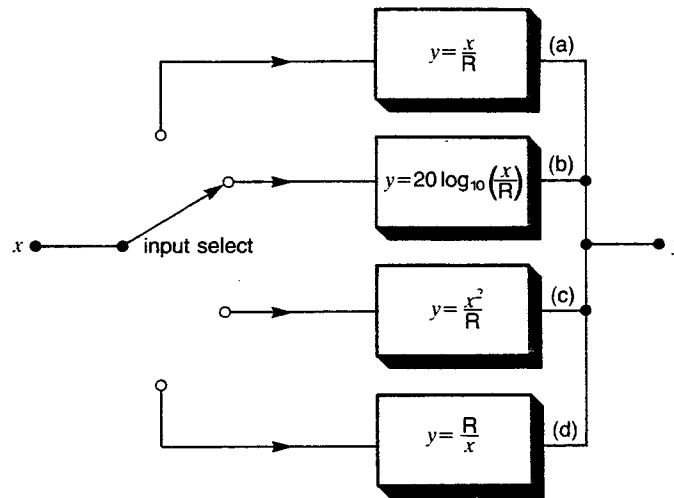 (a)
y = x/R
(b)
y = 20 log₁₀ (x/R)
x
input select
(c)
y = x²/R
(d)
y = R/x